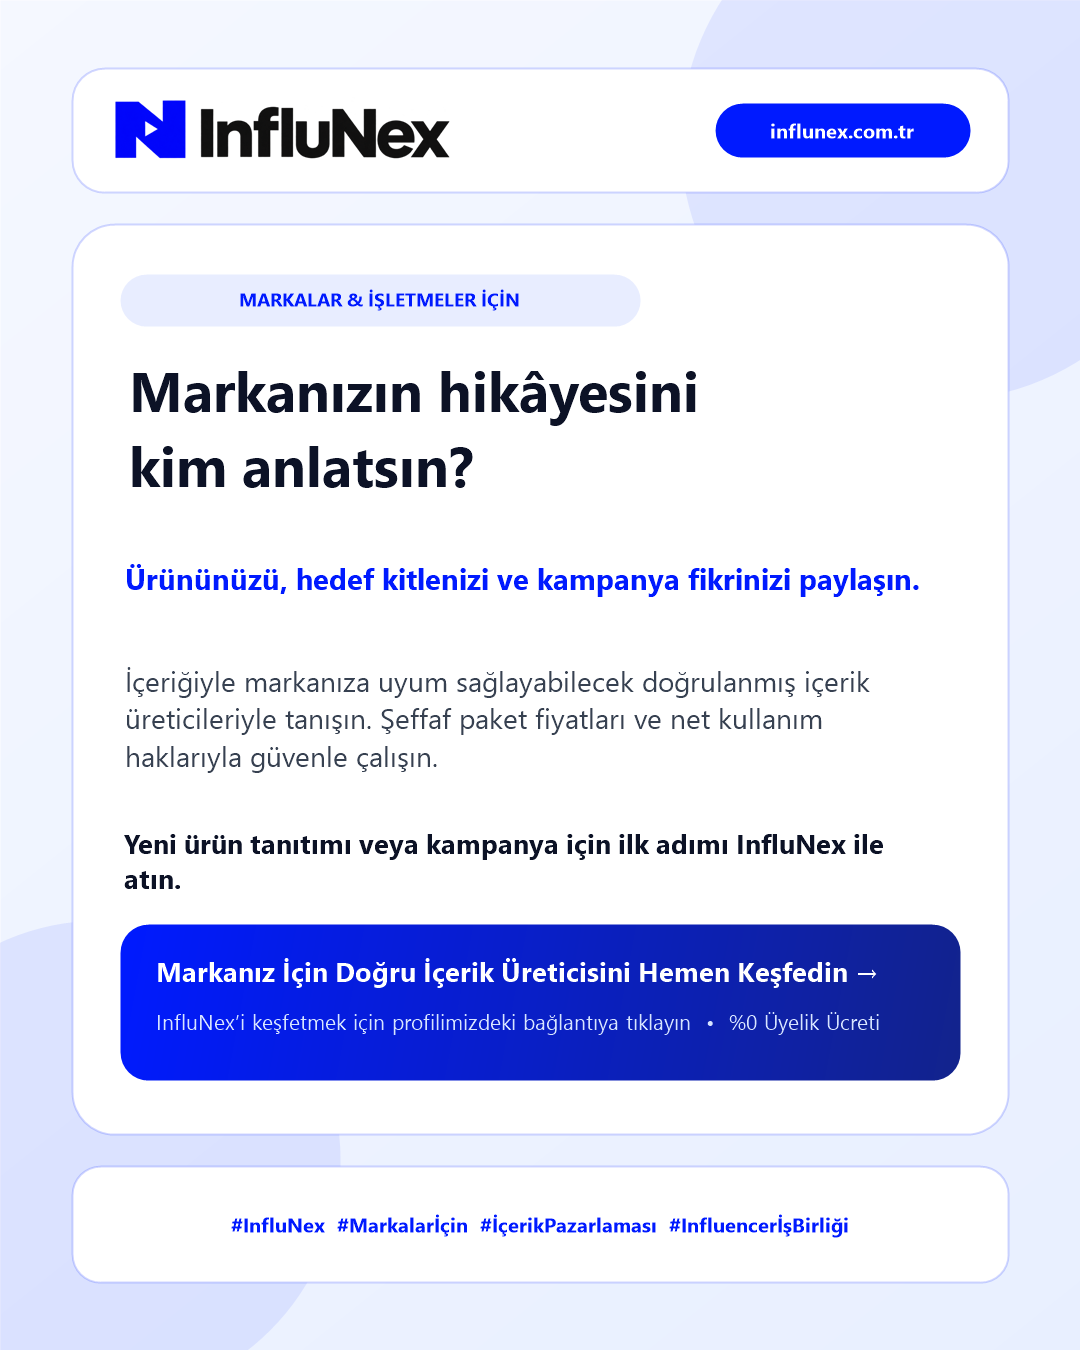 InfluNex
influnex.com.tr
MARKALAR & İŞLETMELER İÇİN
Markanızın hikâyesini
kim anlatsın?
Ürününüzü, hedef kitlenizi ve kampanya fikrinizi paylaşın.
İçeriğiyle markanıza uyum sağlayabilecek doğrulanmış içerik
üreticileriyle tanışın. Şeffaf paket fiyatları ve net kullanım
haklarıyla güvenle çalışın.
Yeni ürün tanıtımı veya kampanya için ilk adımı InfluNex ile
atın.
Markanız İçin Doğru İçerik Üreticisini Hemen Keşfedin →
InfluNex’i keşfetmek için profilimizdeki bağlantıya tıklayın • %0 Üyelik Ücreti
#InfluNex #Markalarİçin #İçerikPazarlaması #InfluencerİşBirliği